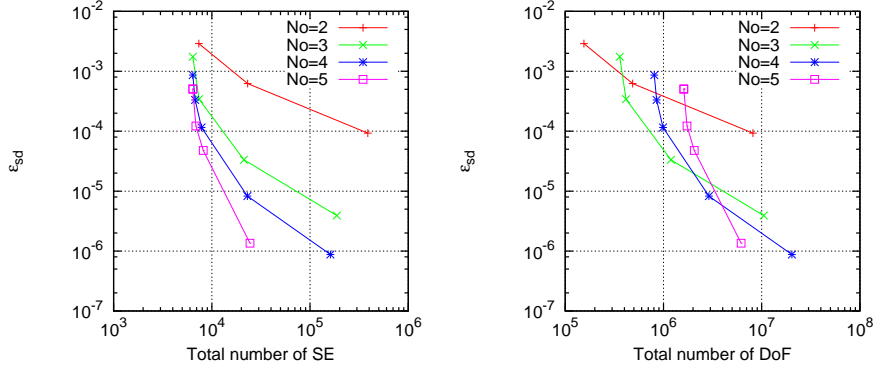 10^-2
10^-3
10^-4
10^-5
10^-6
10^-7
10^3
10^4
10^5
10^6
ε_sd
Total number of SE
No=2
No=3
No=4
No=5
10^-2
10^-3
10^-4
10^-5
10^-6
10^-7
10^5
10^6
10^7
10^8
ε_sd
Total number of DoF
No=2
No=3
No=4
No=5